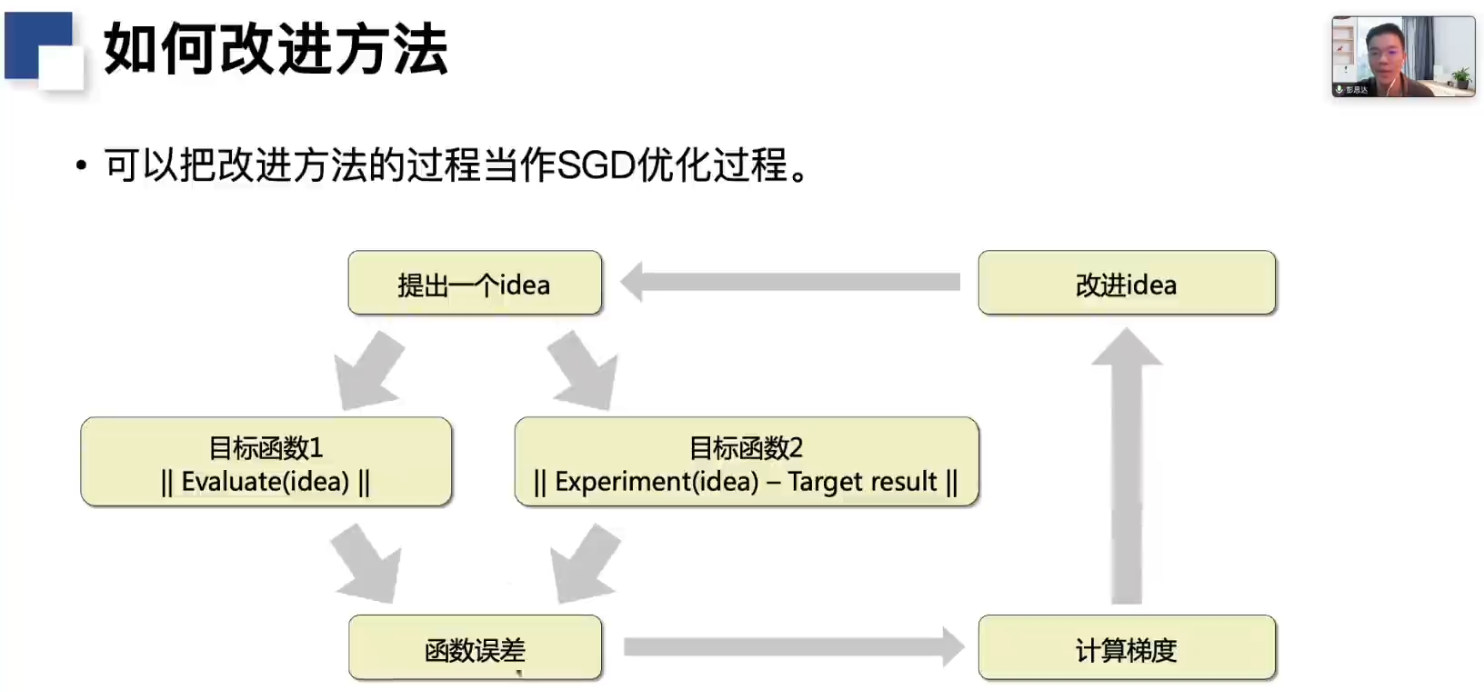 如何改进方法
彭思达
• 可以把改进方法的过程当作SGD优化过程。
提出一个idea
改进idea
目标函数1
|| Evaluate(idea) ||
目标函数2
|| Experiment(idea) – Target result ||
函数误差
计算梯度